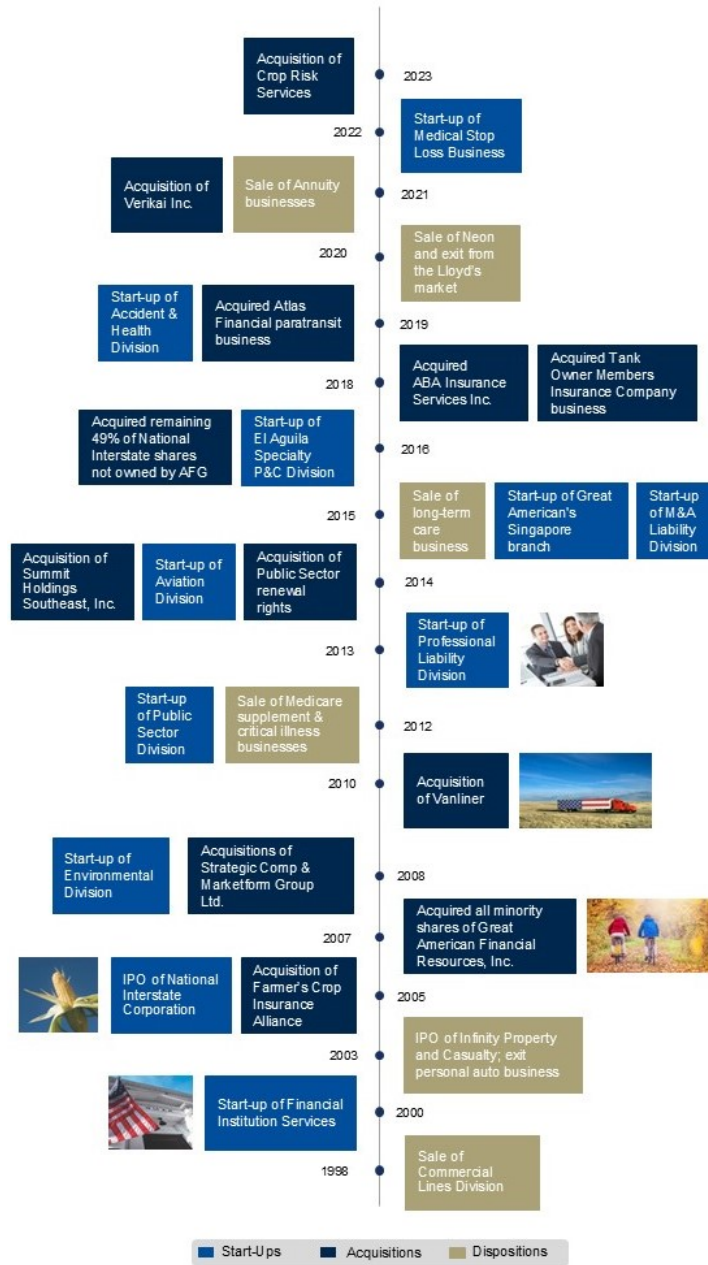 Acquisition of
Crop Risk
Services
2023
2022
Start-up of
Medical Stop
Loss Business
Acquisition of
Verikai Inc.
Sale of Annuity
businesses
2021
2020
Sale of Neon
and exit from
the Lloyd's
market
Start-up of
Accident &
Health
Division
Acquired Atlas
Financial paratransit
business
2019
2018
Acquired
ABA Insurance
Services Inc.
Acquired Tank
Owner Members
Insurance Company
business
Acquired remaining
49% of National
Interstate shares
not owned by AFG
Start-up of
El Aguila
Specialty
P&C Division
2016
2015
Sale of
long-term
care
business
Start-up of Great
American's
Singapore
branch
Start-up
of M&A
Liability
Division
Acquisition of
Summit
Holdings
Southeast, Inc.
Start-up of
Aviation
Division
Acquisition of
Public Sector
renewal
rights
2014
2013
Start-up of
Professional
Liability
Division
Start-up
of Public
Sector
Division
Sale of Medicare
supplement &
critical illness
businesses
2012
2010
Acquisition
of Vanliner
Start-up of
Environmental
Division
Acquisitions of
Strategic Comp &
Marketform Group
Ltd.
2008
2007
Acquired all minority
shares of Great
American Financial
Resources, Inc.
IPO of National
Interstate
Corporation
Acquisition of
Farmer's Crop
Insurance
Alliance
2005
2003
IPO of Infinity Property
and Casualty; exit
personal auto business
Start-up of Financial
Institution Services
2000
1998
Sale of
Commercial
Lines Division
Start-Ups
Acquisitions
Dispositions